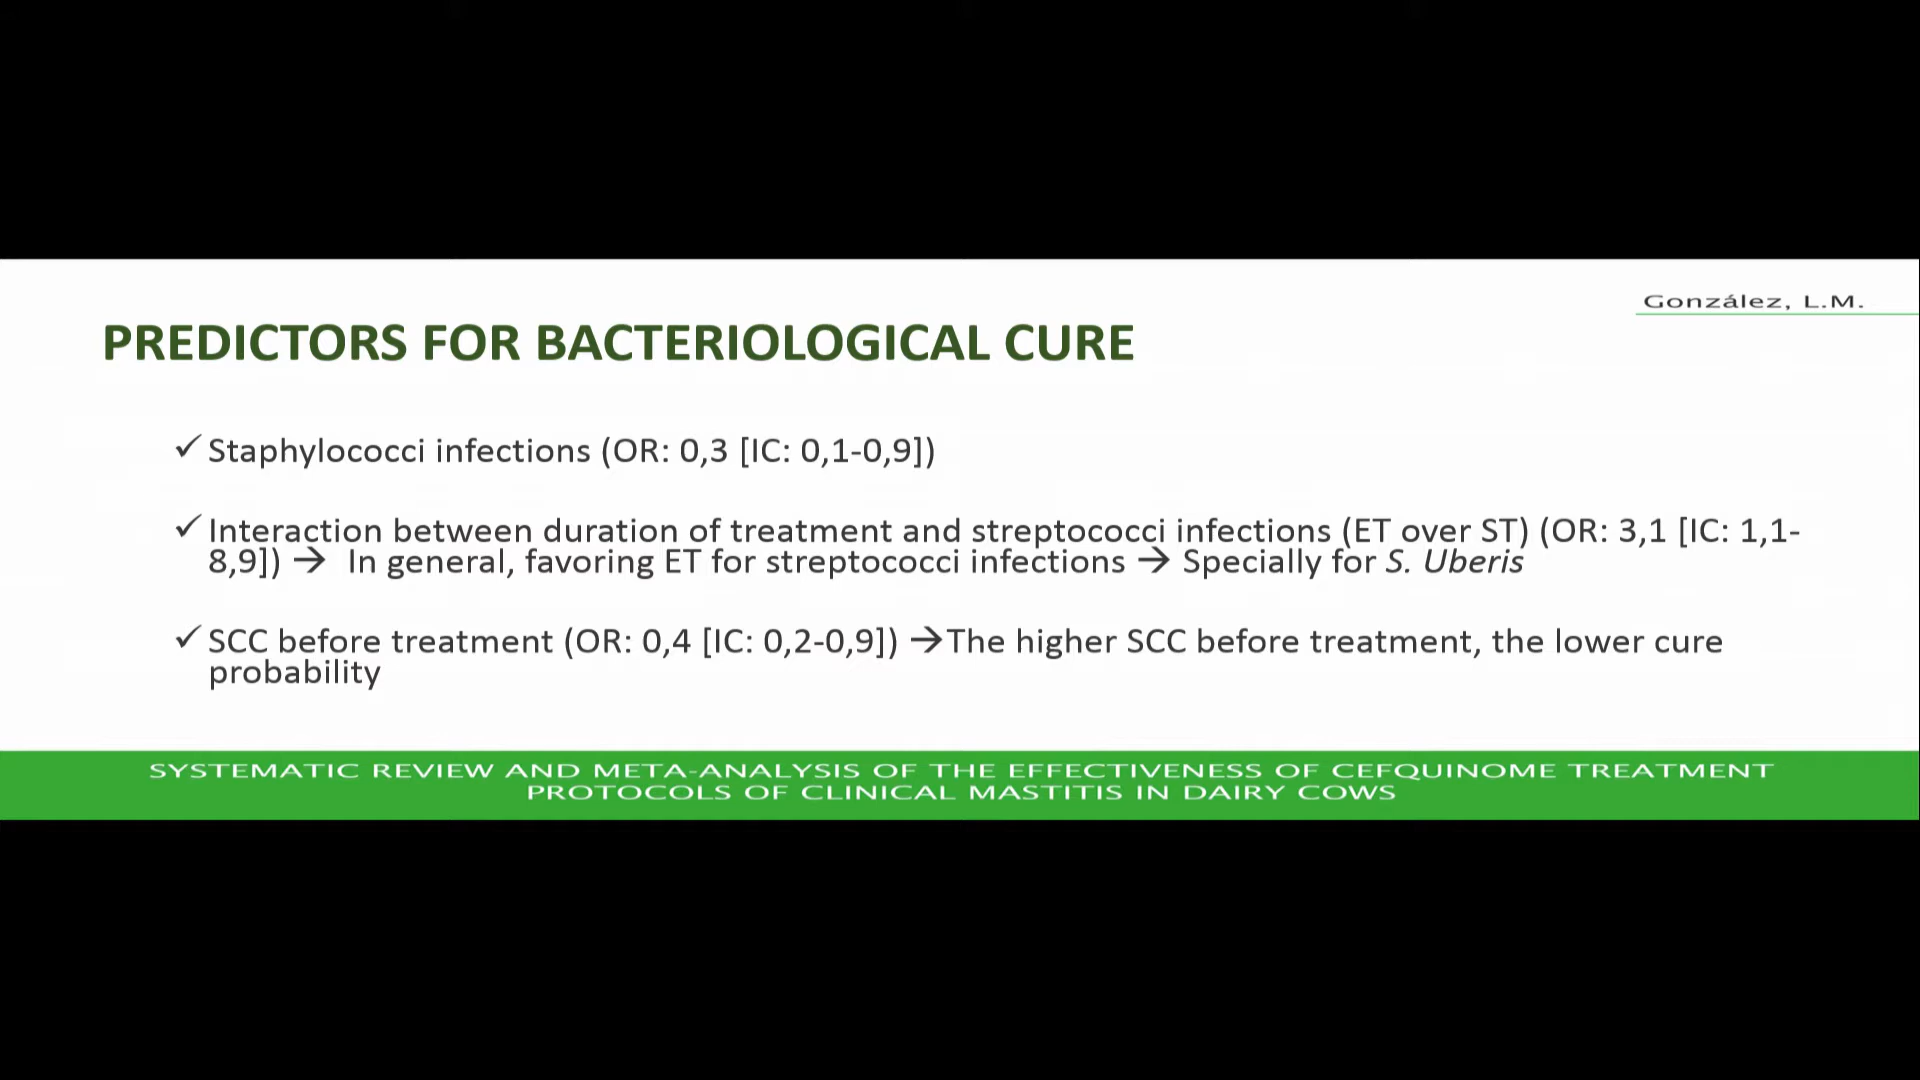 González, L.M.
PREDICTORS FOR BACTERIOLOGICAL CURE
✓ Staphylococci infections (OR: 0,3 [IC: 0,1-0,9])
✓ Interaction between duration of treatment and streptococci infections (ET over ST) (OR: 3,1 [IC: 1,1-
8,9]) → In general, favoring ET for streptococci infections → Specially for S. Uberis
✓ SCC before treatment (OR: 0,4 [IC: 0,2-0,9]) →The higher SCC before treatment, the lower cure
probability
SYSTEMATIC REVIEW AND META-ANALYSIS OF THE EFFECTIVENESS OF CEFQUINOME TREATMENT
PROTOCOLS OF CLINICAL MASTITIS IN DAIRY COWS